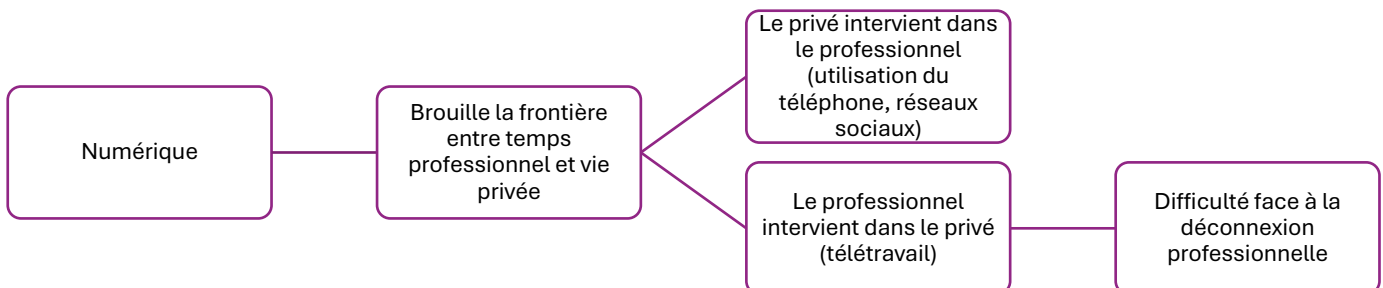 Numérique
Brouille la frontière
entre temps
professionnel et vie
privée
Le privé intervient dans
le professionnel
(utilisation du
téléphone, réseaux
sociaux)
Le professionnel
intervient dans le privé
(télétravail)
Difficulté face à la
déconnexion
professionnelle